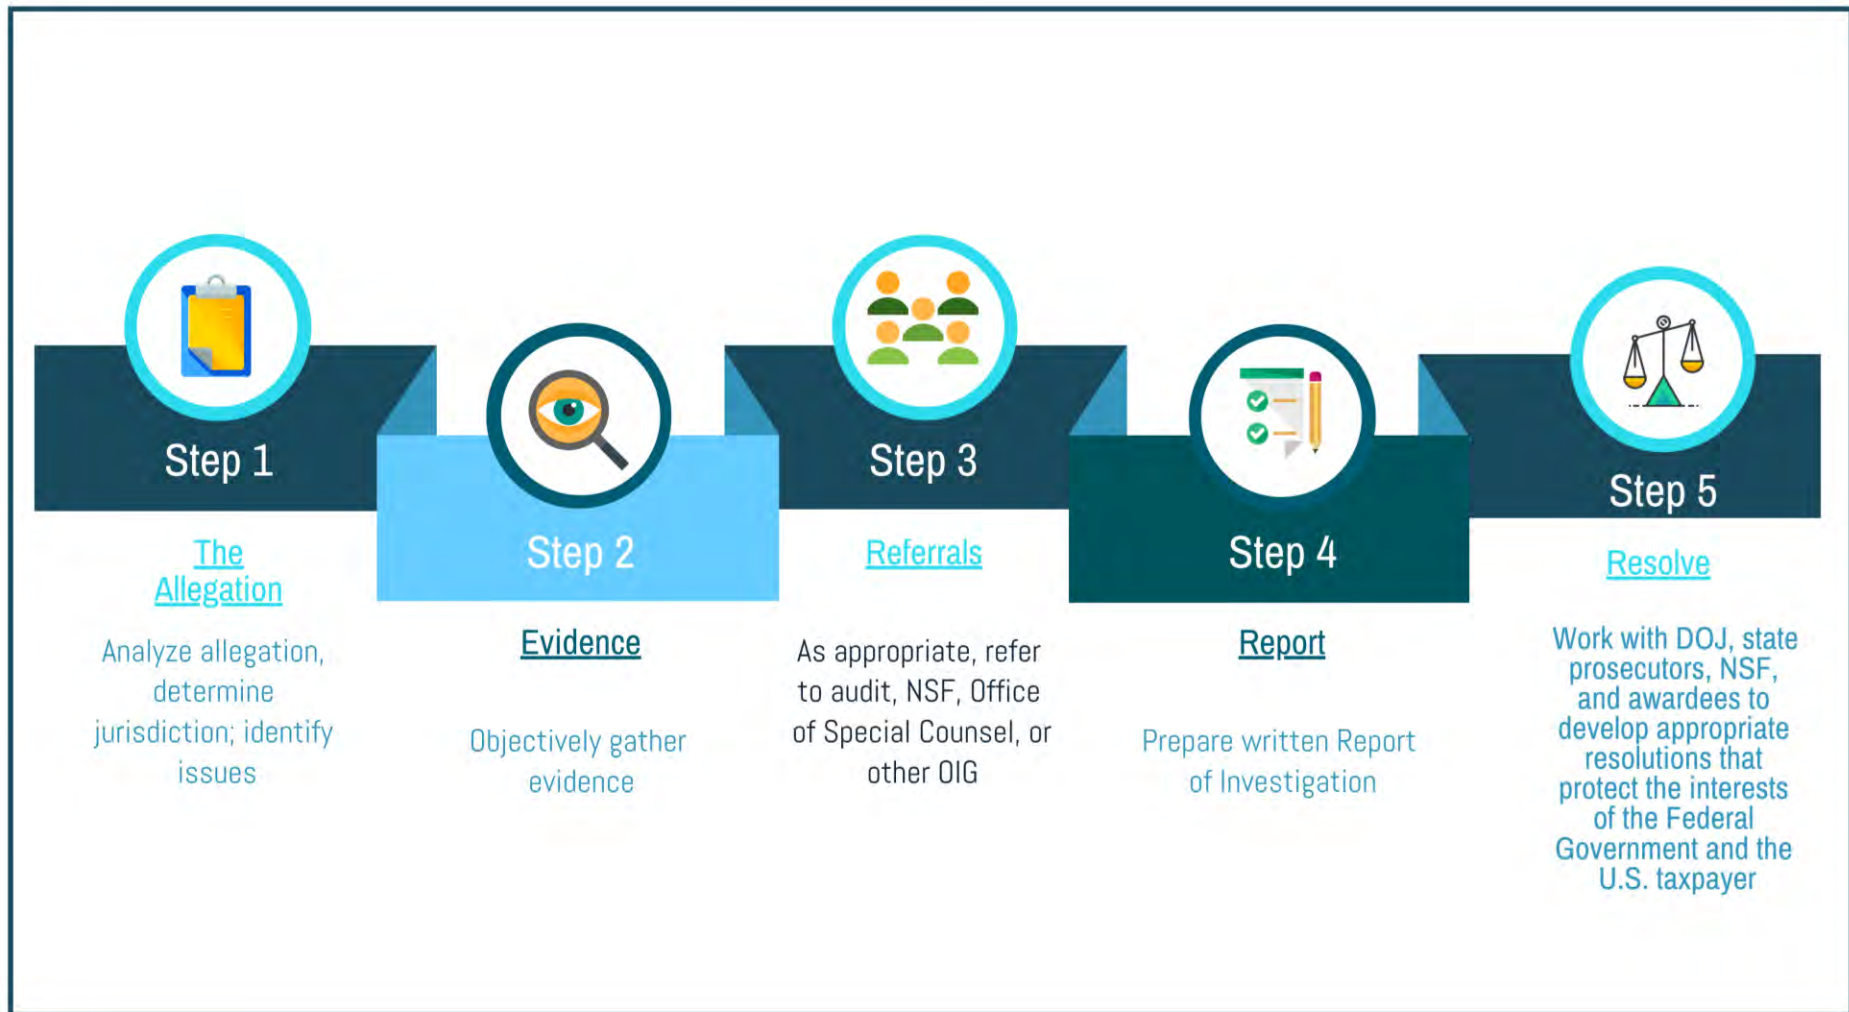 Step 1
The
Allegation
Analyze allegation,
determine
jurisdiction; identify
issues
Step 2
Evidence
Objectively gather
evidence
Step 3
Referrals
As appropriate, refer
to audit, NSF, Office
of Special Counsel, or
other OIG
Step 4
Report
Prepare written Report
of Investigation
Step 5
Resolve
Work with DOJ, state
prosecutors, NSF,
and awardees to
develop appropriate
resolutions that
protect the interests
of the Federal
Government and the
U.S. taxpayer